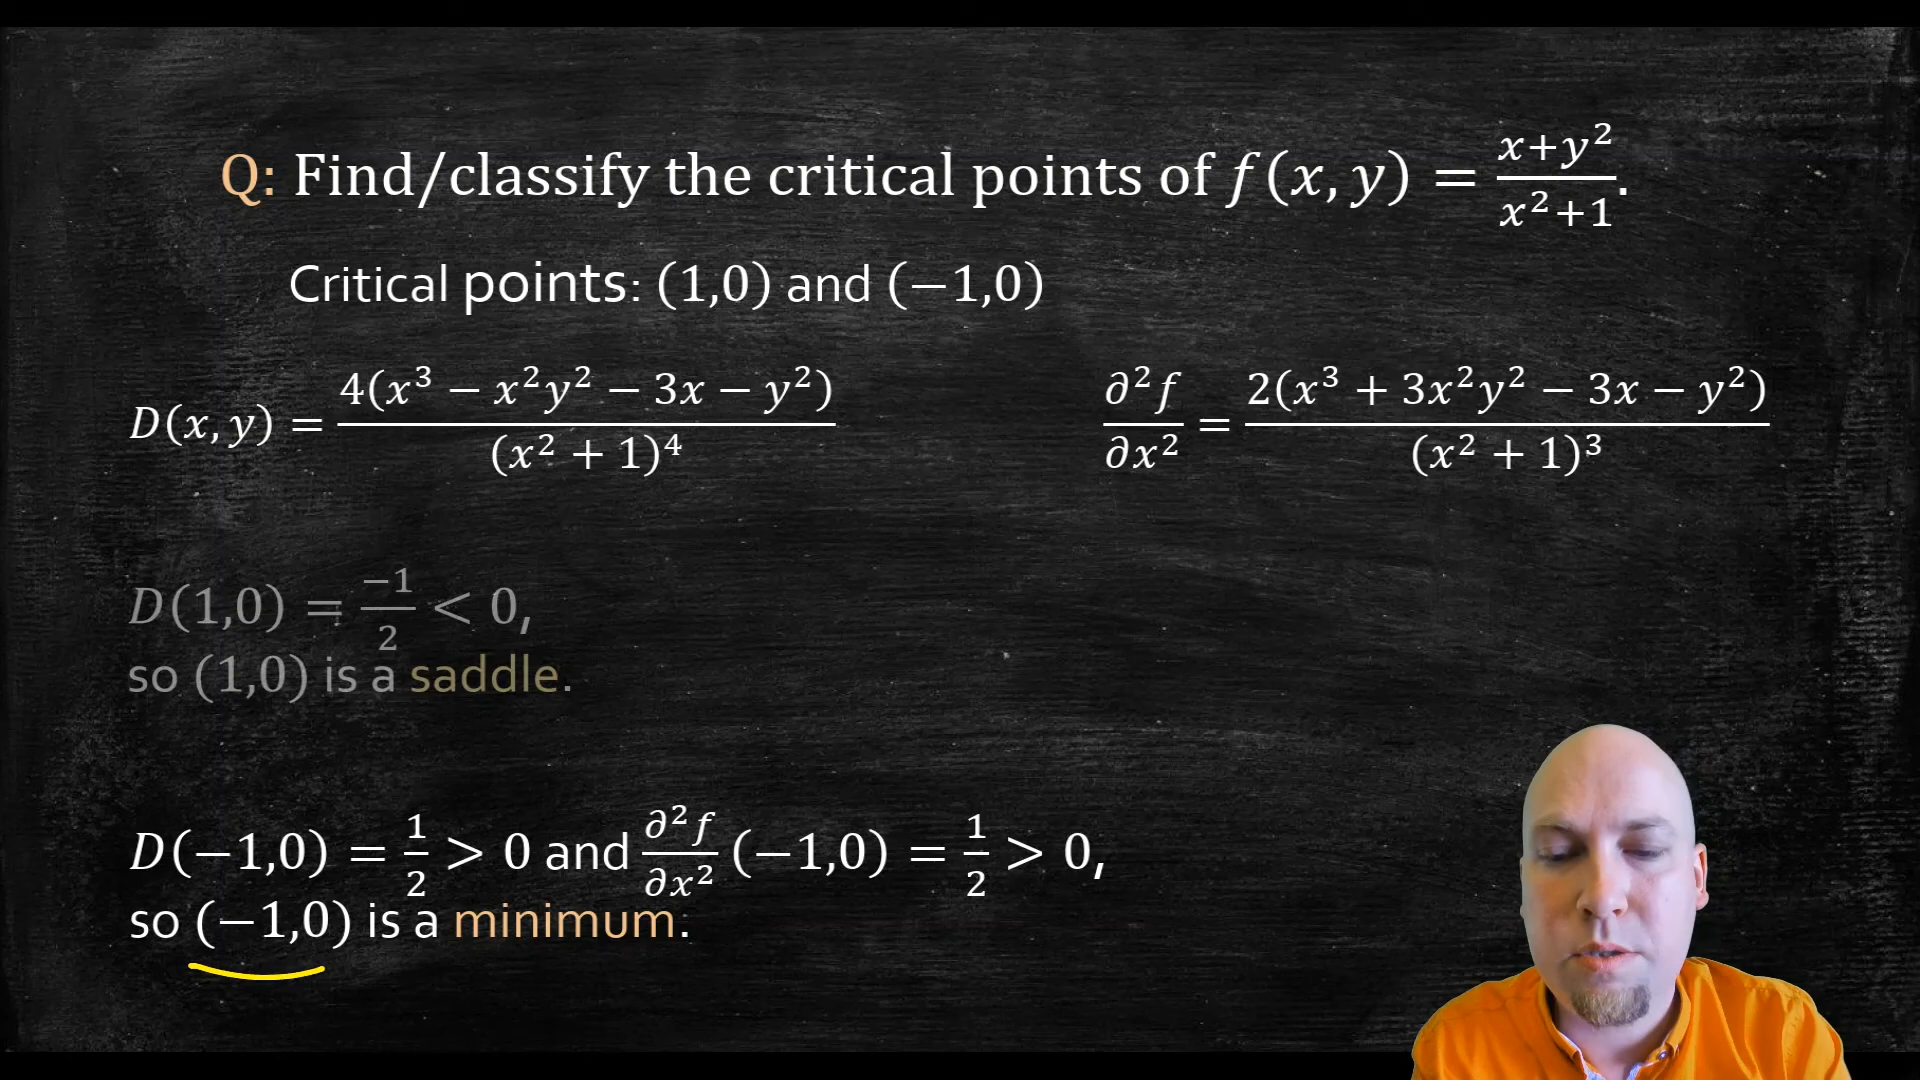 Q: Find/classify the critical points of f(x, y) = (x+y²)/(x²+1).
Critical points: (1,0) and (−1,0)
D(x, y) = 4(x³ − x²y² − 3x − y²)/(x² + 1)⁴
∂²f/∂x² = 2(x³ + 3x²y² − 3x − y²)/(x² + 1)³
D(1,0) = −1/2 < 0,
so (1,0) is a saddle.
D(−1,0) = 1/2 > 0 and ∂²f/∂x² (−1,0) = 1/2 > 0,
so (−1,0) is a minimum.